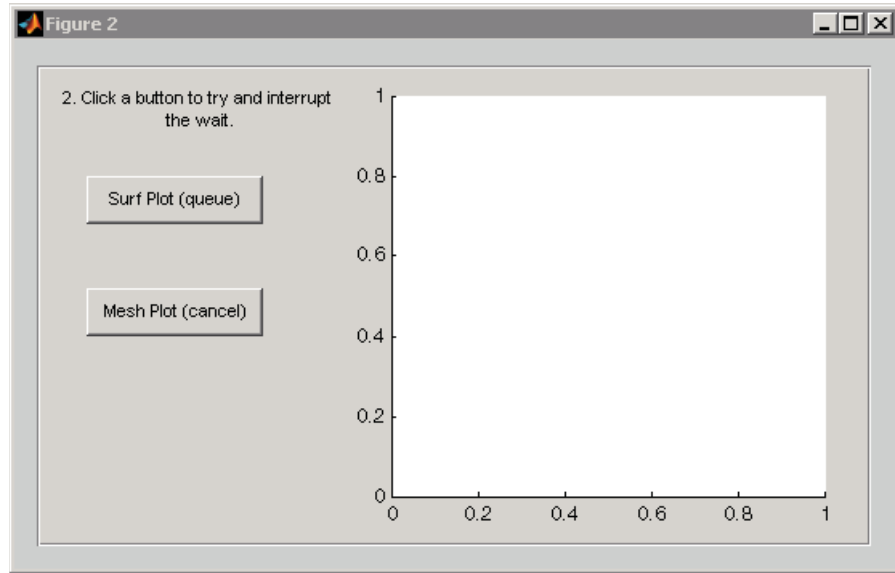 Figure 2
2. Click a button to try and interrupt
the wait.
Surf Plot (queue)
Mesh Plot (cancel)
1
0.8
0.6
0.4
0.2
0
0 0.2 0.4 0.6 0.8 1